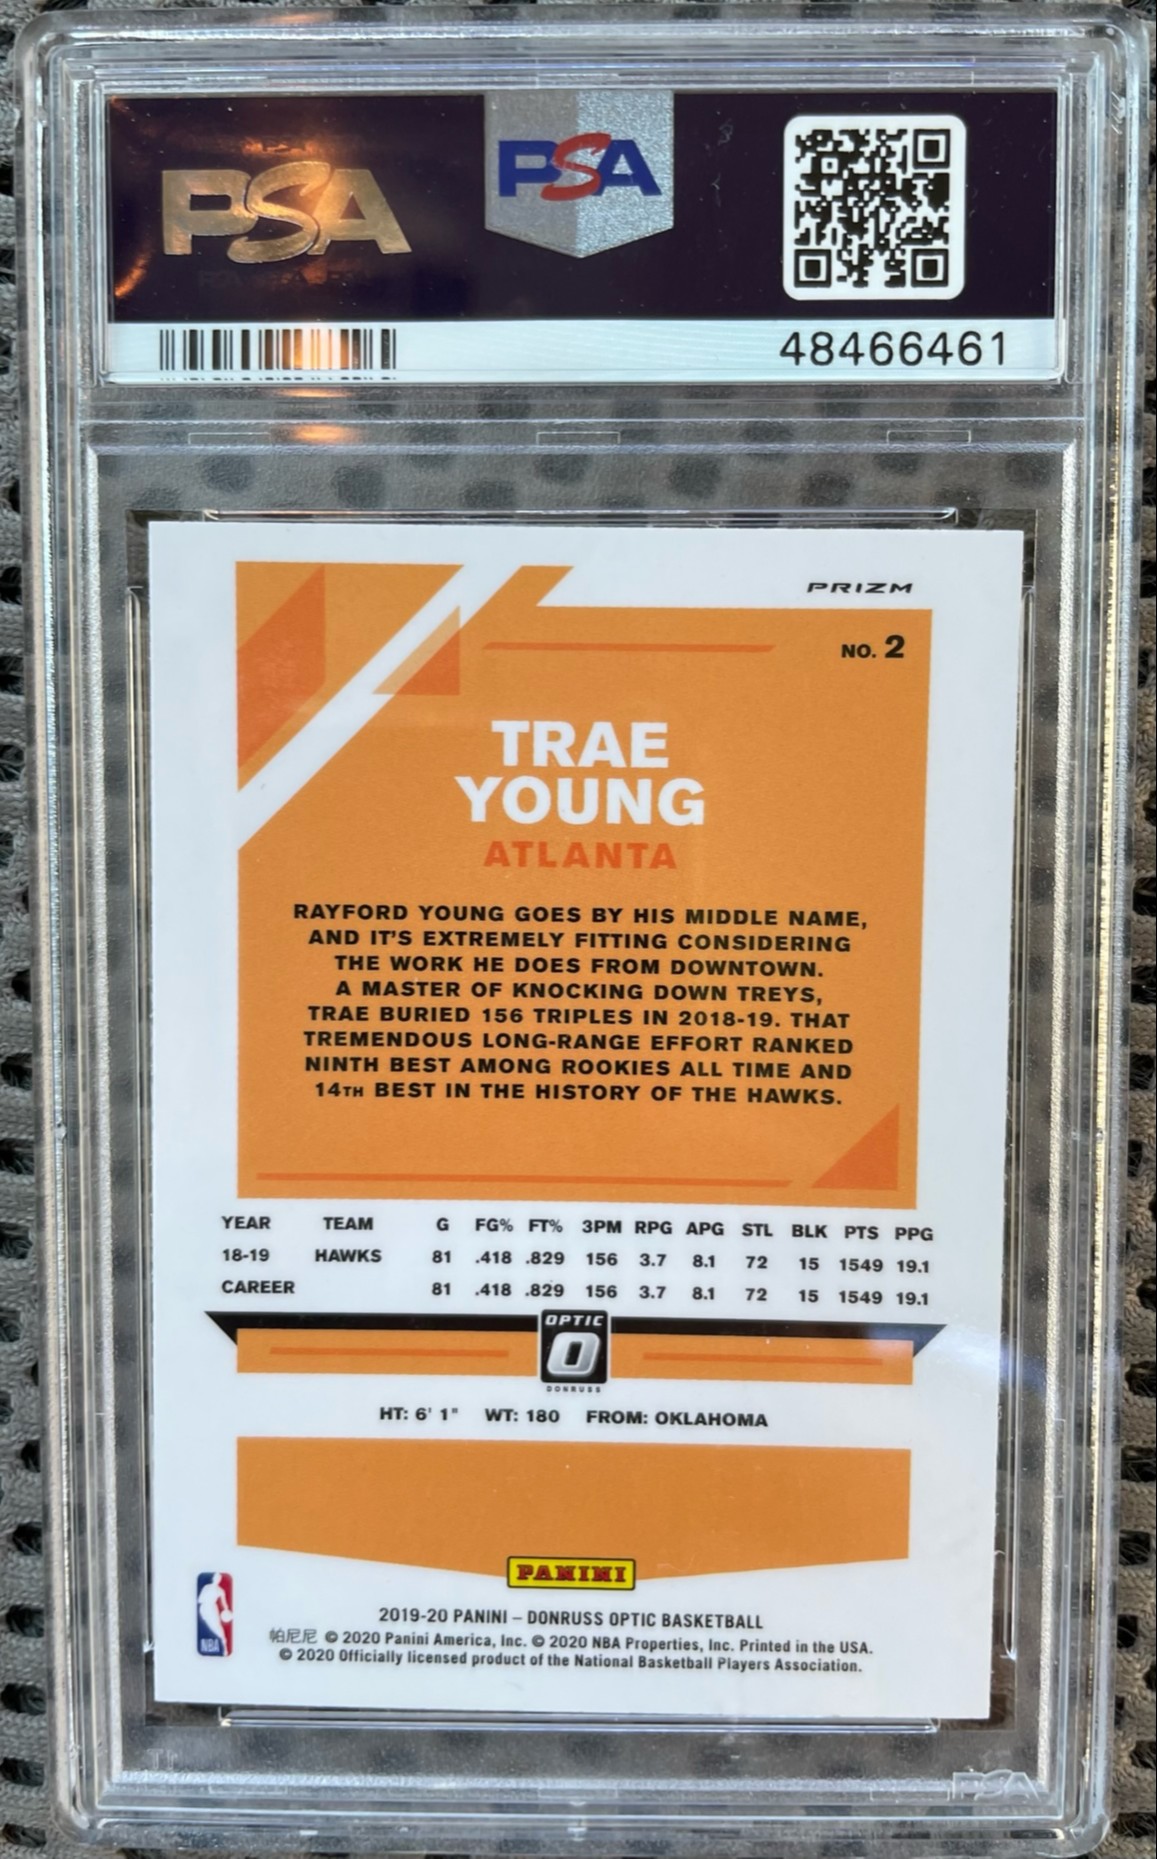 PSA
PSA
48466461
PRIZM
NO. 2
TRAE
YOUNG
ATLANTA
RAYFORD YOUNG GOES BY HIS MIDDLE NAME,
AND IT'S EXTREMELY FITTING CONSIDERING
THE WORK HE DOES FROM DOWNTOWN.
A MASTER OF KNOCKING DOWN TREYS,
TRAE BURIED 156 TRIPLES IN 2018-19. THAT
TREMENDOUS LONG-RANGE EFFORT RANKED
NINTH BEST AMONG ROOKIES ALL TIME AND
14TH BEST IN THE HISTORY OF THE HAWKS.
YEAR TEAM G FG% FT% 3PM RPG APG STL BLK PTS PPG
18-19 HAWKS 81 .418 .829 156 3.7 8.1 72 15 1549 19.1
CAREER 81 .418 .829 156 3.7 8.1 72 15 1549 19.1
OPTIC
O
DONRUSS
HT: 6' 1" WT: 180 FROM: OKLAHOMA
PANINI
NBA
2019-20 PANINI – DONRUSS OPTIC BASKETBALL
帕尼尼 © 2020 Panini America, Inc. © 2020 NBA Properties, Inc. Printed in the USA.
© 2020 Officially licensed product of the National Basketball Players Association.
PSA